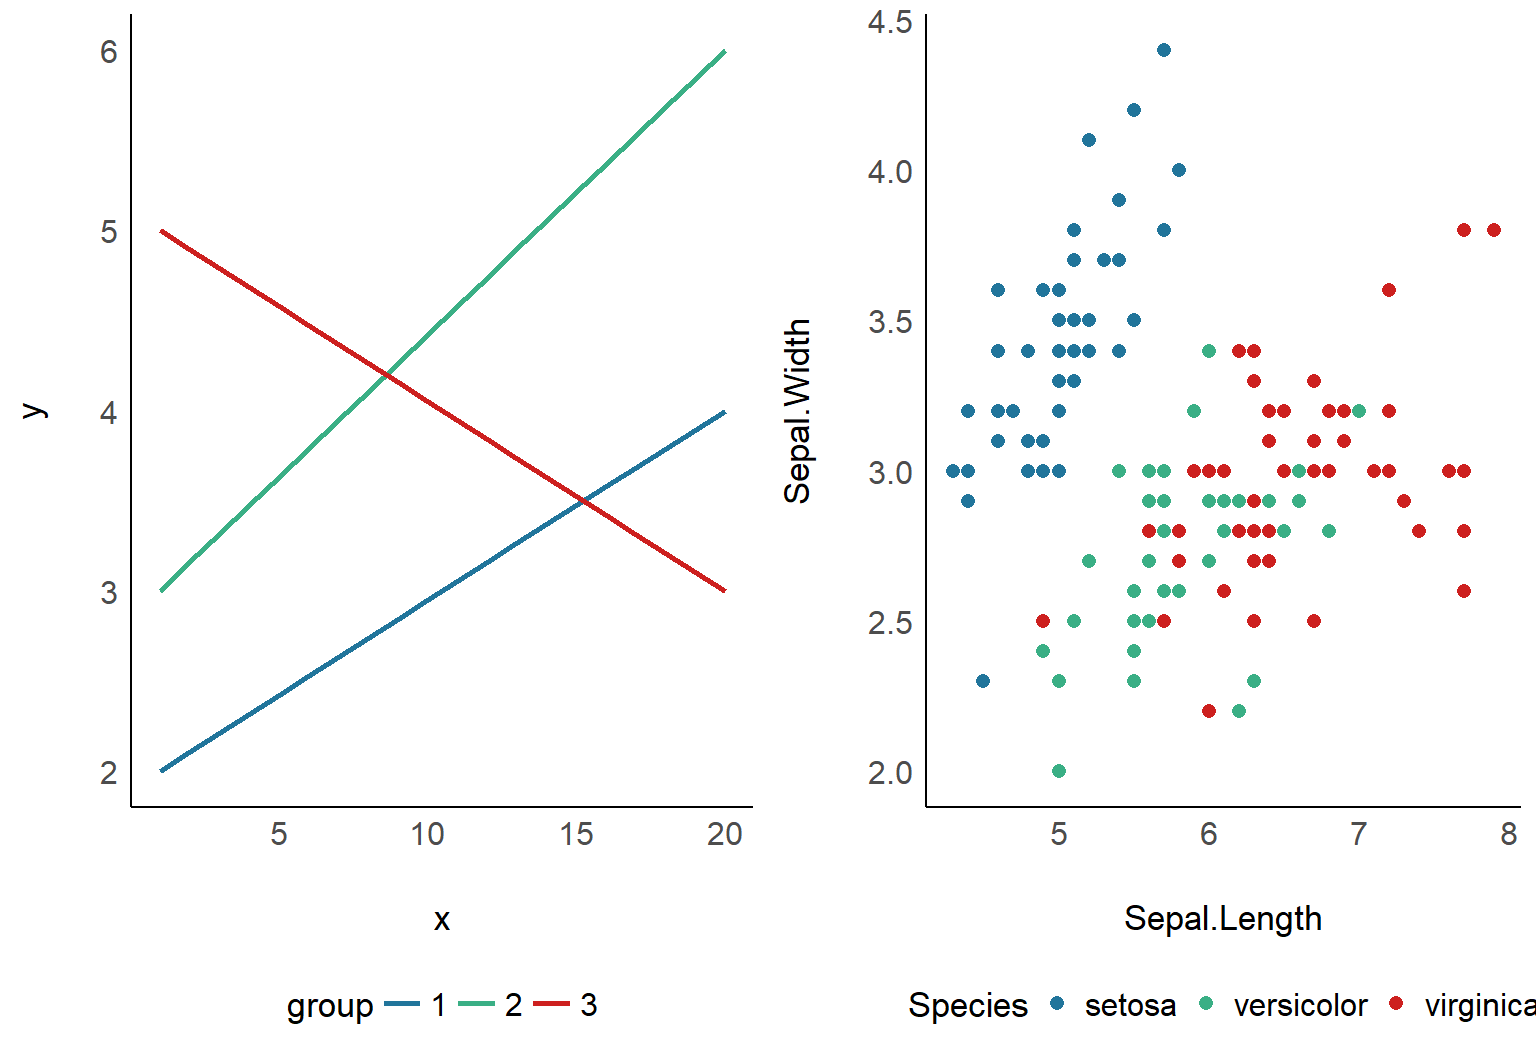 6
5
4
3
2
y
5 10 15 20
x
group 1 2 3
4.5
4.0
3.5
3.0
2.5
2.0
Sepal.Width
5 6 7 8
Sepal.Length
Species setosa versicolor virginica